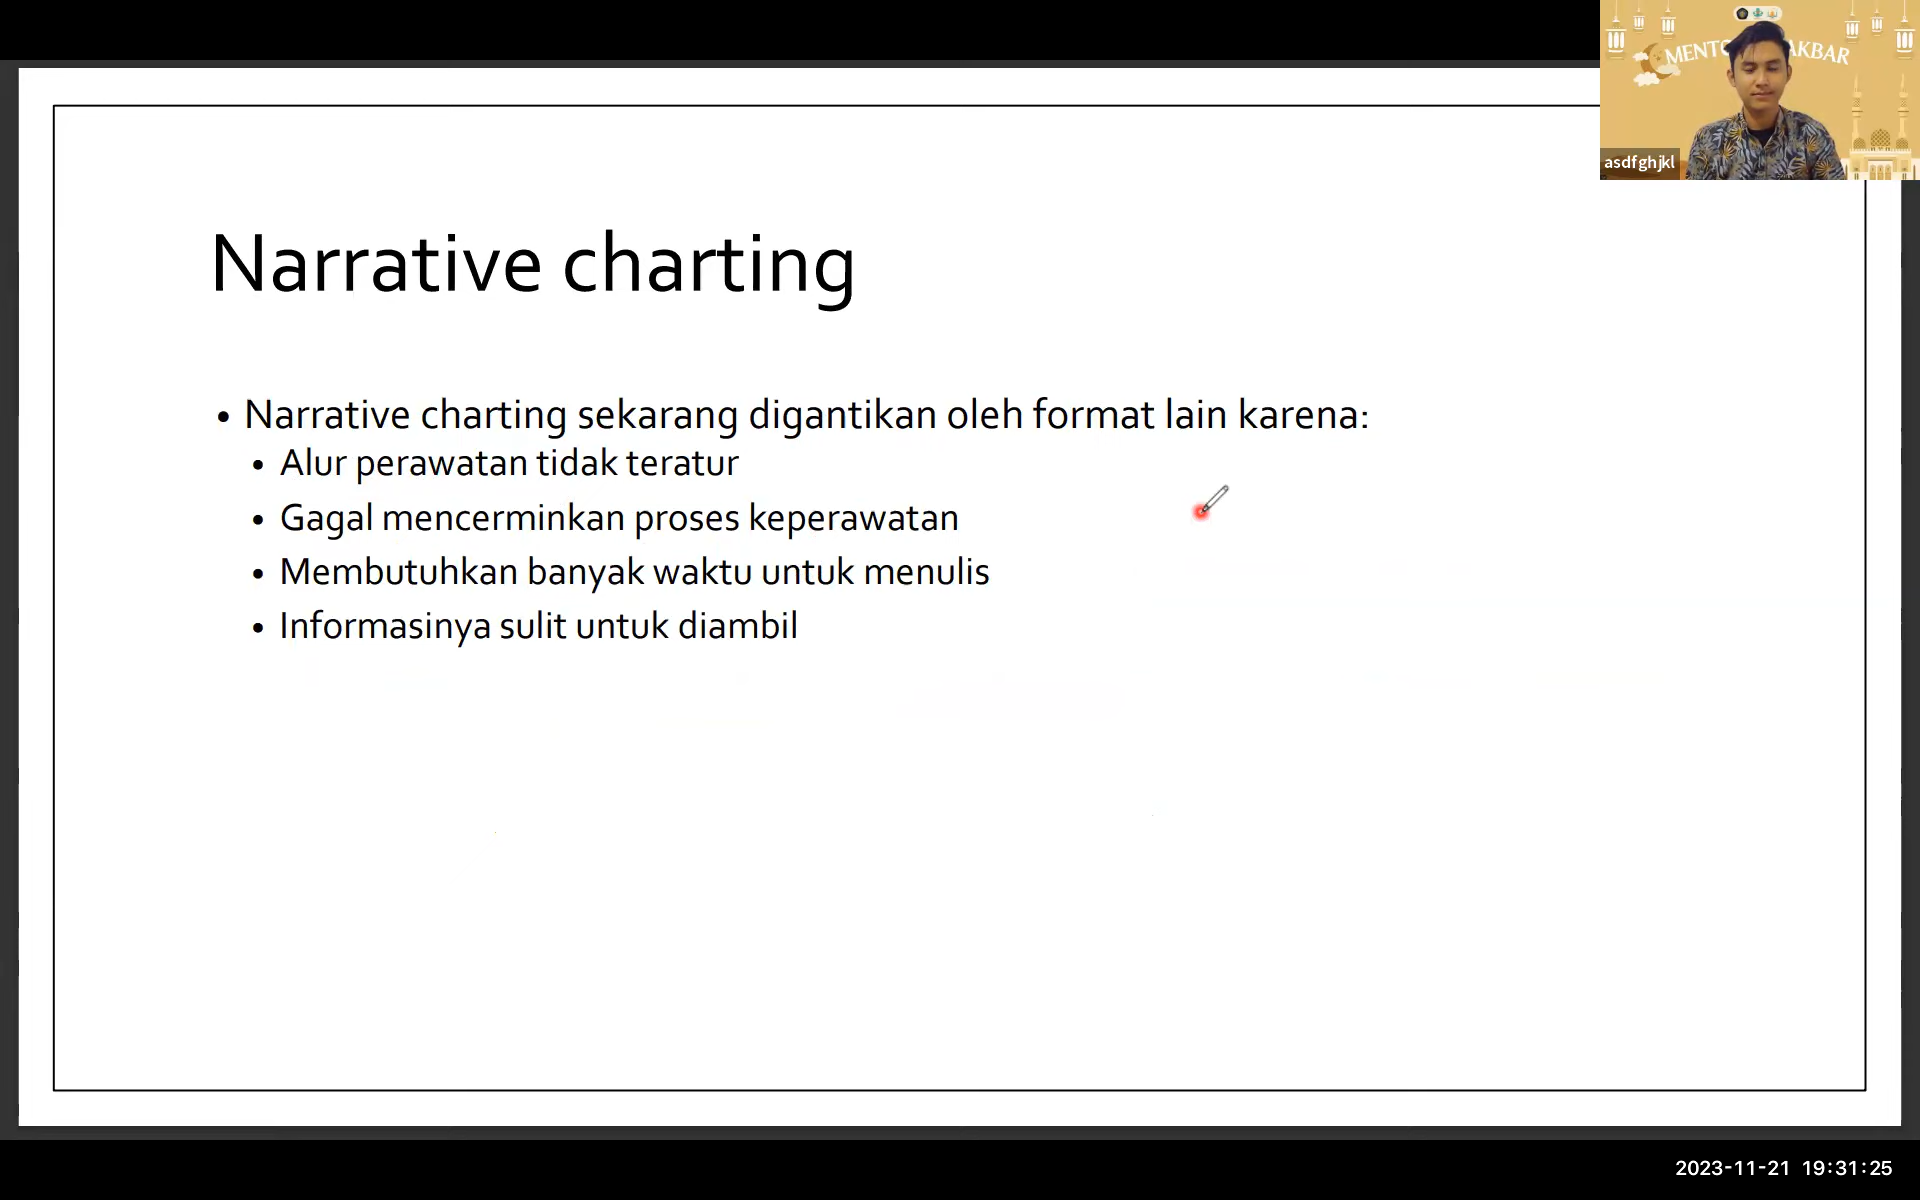 MENTO AKBAR
asdfghjkl
Narrative charting
• Narrative charting sekarang digantikan oleh format lain karena:
• Alur perawatan tidak teratur
• Gagal mencerminkan proses keperawatan
• Membutuhkan banyak waktu untuk menulis
• Informasinya sulit untuk diambil
2023-11-21 19:31:25